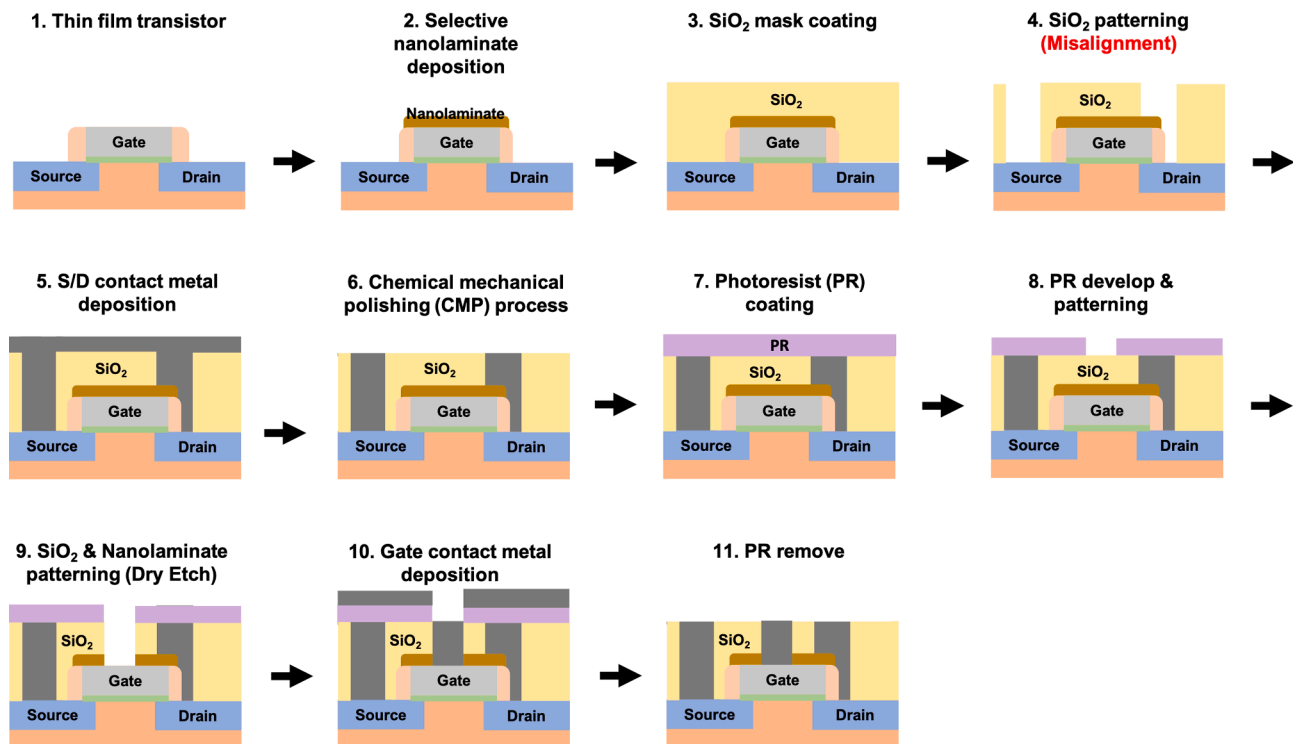 1. Thin film transistor
Gate
Source
Drain
2. Selective
nanolaminate
deposition
Nanolaminate
Gate
Source
Drain
3. SiO₂ mask coating
SiO₂
Gate
Source
Drain
4. SiO₂ patterning
(Misalignment)
SiO₂
Gate
Source
Drain
5. S/D contact metal
deposition
SiO₂
Gate
Source
Drain
6. Chemical mechanical
polishing (CMP) process
SiO₂
Gate
Source
Drain
7. Photoresist (PR)
coating
PR
SiO₂
Gate
Source
Drain
8. PR develop &
patterning
SiO₂
Gate
Source
Drain
9. SiO₂ & Nanolaminate
patterning (Dry Etch)
SiO₂
Gate
Source
Drain
10. Gate contact metal
deposition
SiO₂
Gate
Source
Drain
11. PR remove
SiO₂
Gate
Source
Drain